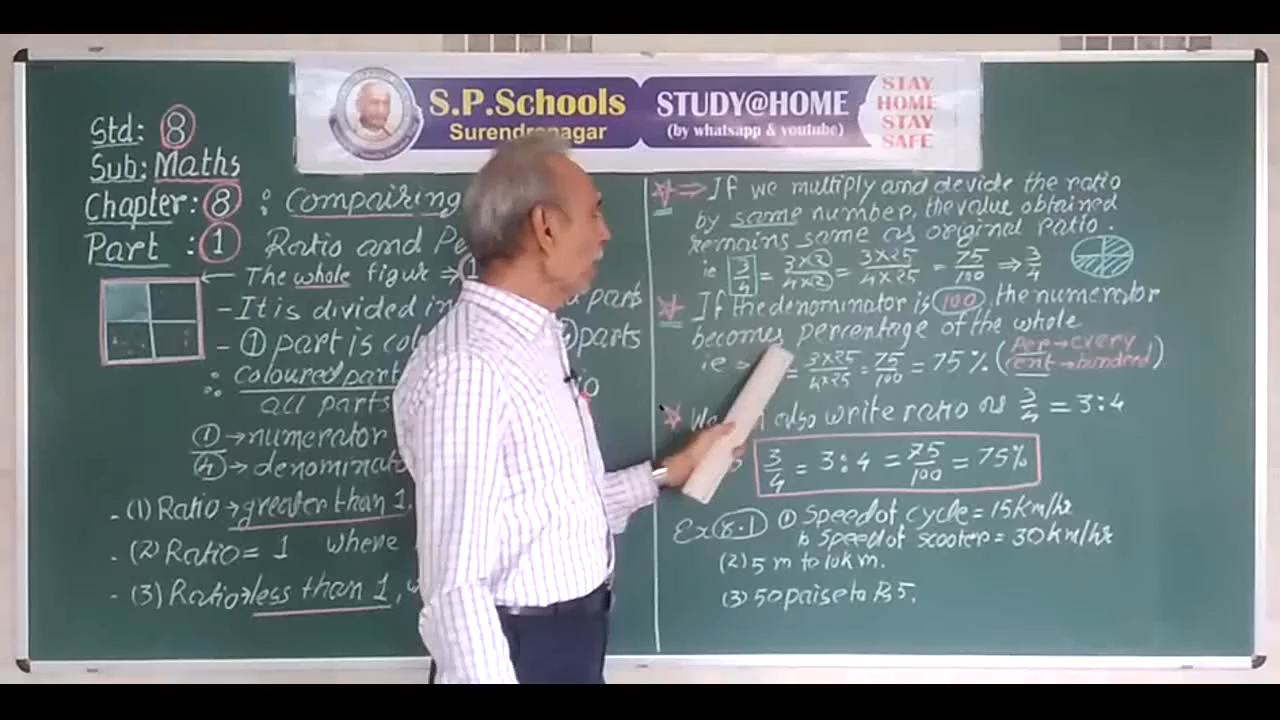 S.P.Schools
Surendranagar
STUDY@HOME
(by whatsapp & youtube)
STAY
HOME
STAY
SAFE
Std: 8
Sub: Maths
Chapter: 8 : Compairing
Part : 1 Ratio and Pe
← The whole figure ⇒ 1
- It is divided in parts
- ① part is co ④ parts
∴ Coloured part
all parts
① → numerator
④ → denominato
- (1) Ratio → greater than 1,
- (2) Ratio = 1 where
- (3) Ratio → less than 1,
⇒ If we multiply and devide the ratio
by same number, the value obtained
remains same as original ratio.
ie 3/4 = 3×2/4×2 = 3×25/4×25 = 75/100 ⇒ 3/4
If the denominator is 100, the numerator
becomes percentage of the whole
ie = 3×25/4×25 = 75/100 = 75% (per → every
cent → hundred)
We also write ratio as 3/4 = 3:4
3/4 = 3:4 = 75/100 = 75%
Ex 8.1 ① Speed of cycle = 15 km/hr
b Speed of scooter = 30 km/hr
(2) 5 m to 10 km.
(3) 50 paise to Rs 5.